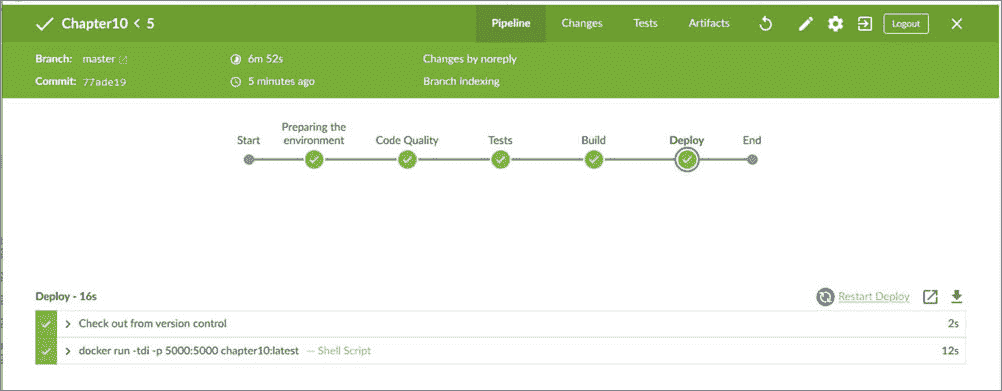 Chapter10 < 5
Pipeline Changes Tests Artifacts Logout
Branch: master 6m 52s Changes by noreply
Commit: 77ade19 5 minutes ago Branch indexing
Start Preparing the environment Code Quality Tests Build Deploy End
Deploy - 16s Restart Deploy
Check out from version control 2s
docker run -tdi -p 5000:5000 chapter10:latest — Shell Script 12s